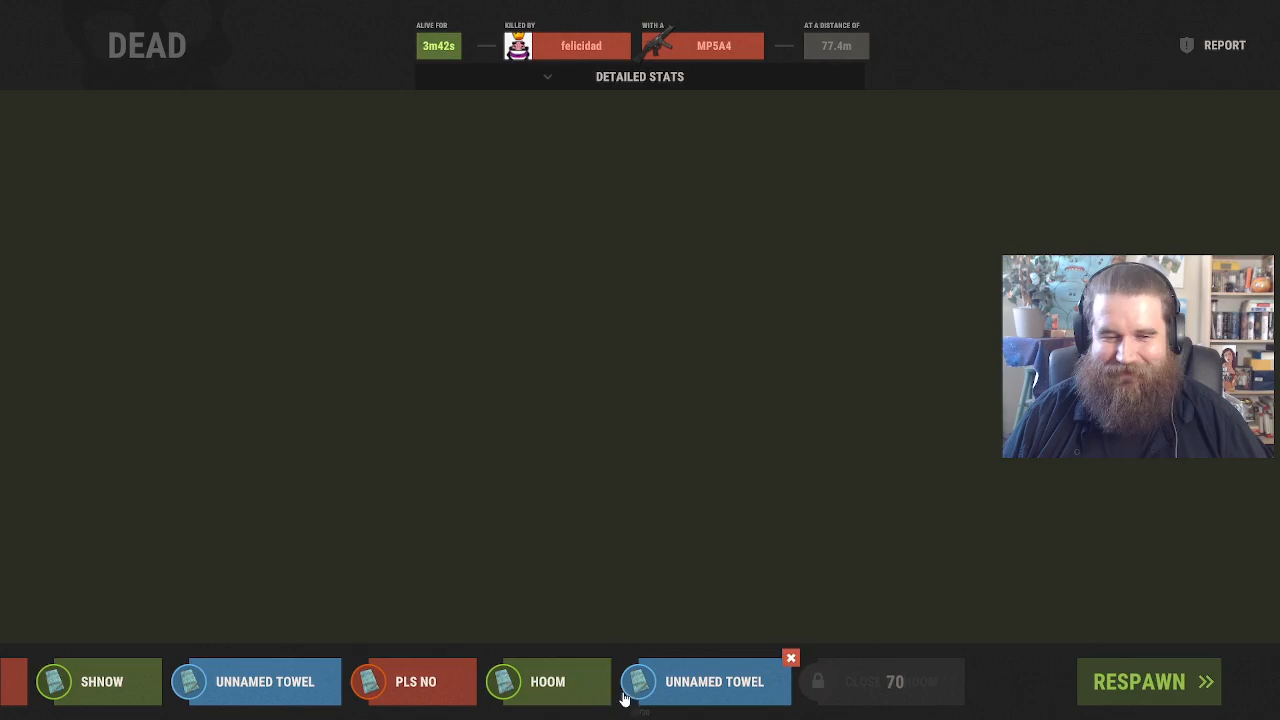 DEAD
ALIVE FOR
3m42s
KILLED BY
felicidad
WITH A
MP5A4
AT A DISTANCE OF
77.4m
REPORT
DETAILED STATS
SHNOW
UNNAMED TOWEL
PLS NO
HOOM
UNNAMED TOWEL
70
RESPAWN